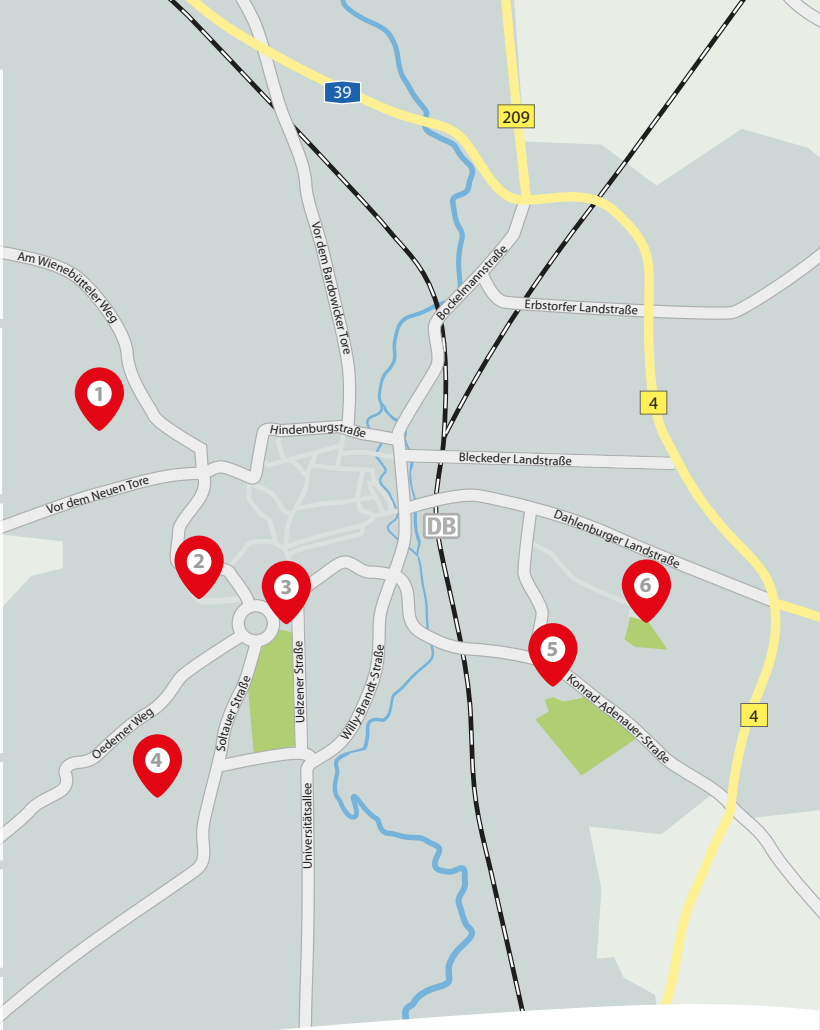 39
209
Am Wienebütteler Weg
Vor dem Bardowicker Tore
Bockelmannstraße
Erbstorfer Landstraße
1
4
Hindenburgstraße
Bleckeder Landstraße
Vor dem Neuen Tore
DB
Dahlenburger Landstraße
2
3
6
5
Uelzener Straße
Willy-Brandt-Straße
Soltauer Straße
Konrad-Adenauer-Straße
Oedemer Weg
4
4
Universitätsallee